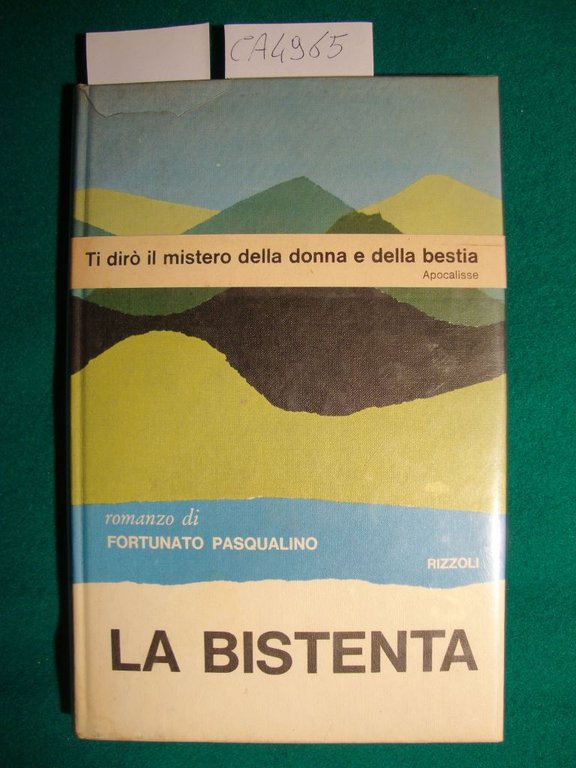 CA4965
Ti dirò il mistero della donna e della bestia
Apocalisse
romanzo di
FORTUNATO PASQUALINO
RIZZOLI
LA BISTENTA